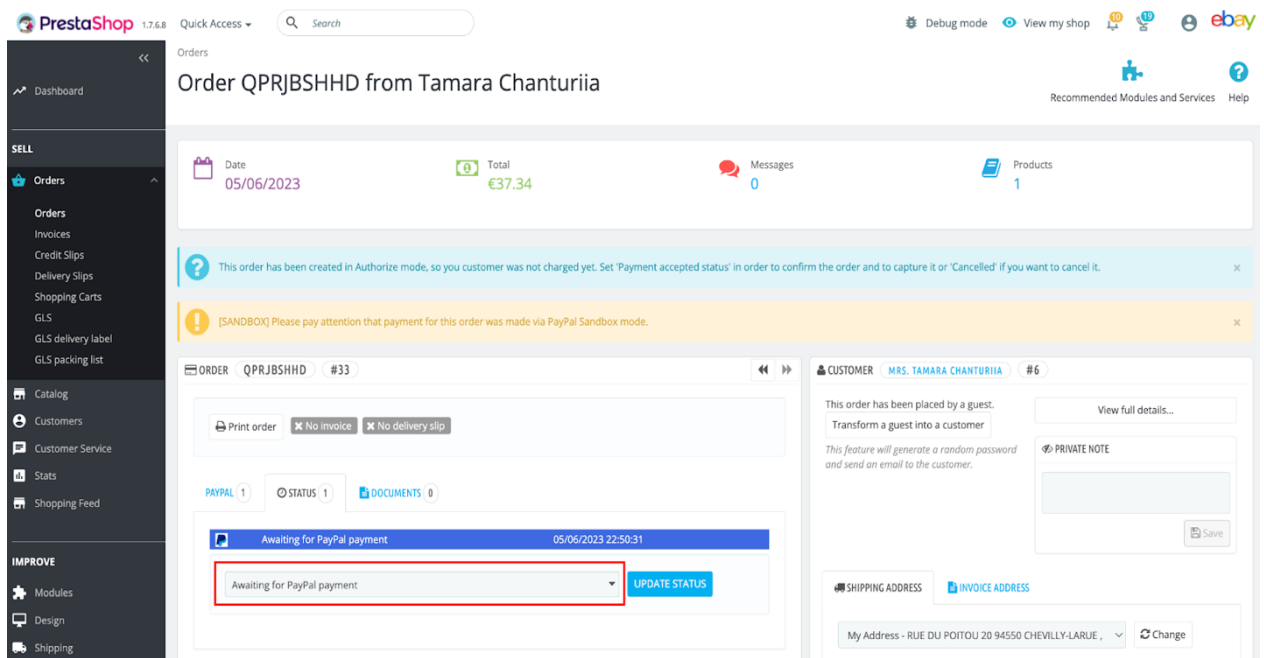 PrestaShop 1.7.6.8 Quick Access Search Debug mode View my shop 10 19 ebay
Orders
Order QPRJBSHHD from Tamara Chanturiia
Recommended Modules and Services Help
Dashboard
SELL
Orders
Orders
Invoices
Credit Slips
Delivery Slips
Shopping Carts
GLS
GLS delivery label
GLS packing list
Catalog
Customers
Customer Service
Stats
Shopping Feed
IMPROVE
Modules
Design
Shipping
Date
05/06/2023
Total
€37.34
Messages
0
Products
1
This order has been created in Authorize mode, so you customer was not charged yet. Set 'Payment accepted status' in order to confirm the order and to capture it or 'Cancelled' if you want to cancel it. ×
[SANDBOX] Please pay attention that payment for this order was made via PayPal Sandbox mode. ×
ORDER QPRJBSHHD #33
Print order No invoice No delivery slip
PAYPAL 1 STATUS 1 DOCUMENTS 0
Awaiting for PayPal payment 05/06/2023 22:50:31
Awaiting for PayPal payment UPDATE STATUS
CUSTOMER MRS. TAMARA CHANTURIIA #6
This order has been placed by a guest.
Transform a guest into a customer
This feature will generate a random password
and send an email to the customer.
View full details...
PRIVATE NOTE
Save
SHIPPING ADDRESS INVOICE ADDRESS
My Address - RUE DU POITOU 20 94550 CHEVILLY-LARUE , Change